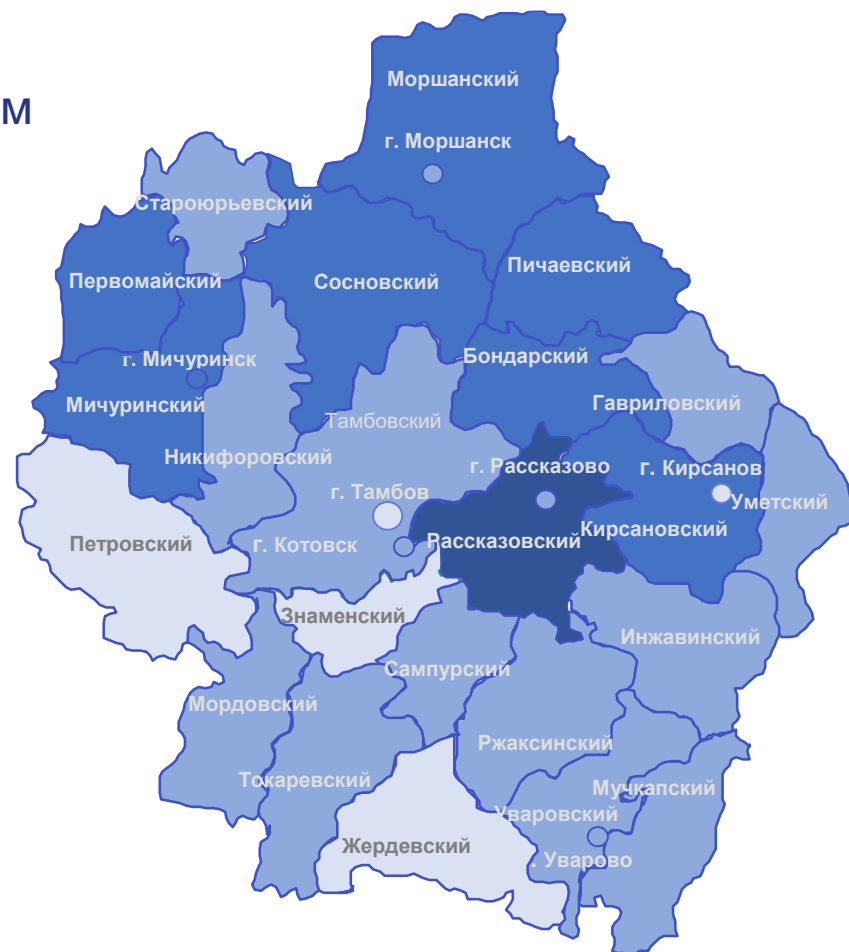 Моршанский
м
г. Моршанск
Староюрьевский
Пичаевский
Первомайский
Сосновский
г. Мичуринск
Бондарский
Мичуринский
Гавриловский
Тамбовский
Никифоровский
г. Рассказово
г. Кирсанов
г. Тамбов
Уметский
Кирсановский
Петровский
г. Котовск
Рассказовский
Знаменский
Инжавинский
Сампурский
Мордовский
Ржаксинский
Токаревский
Мучкапский
Уваровский
Жердевский
г. Уварово